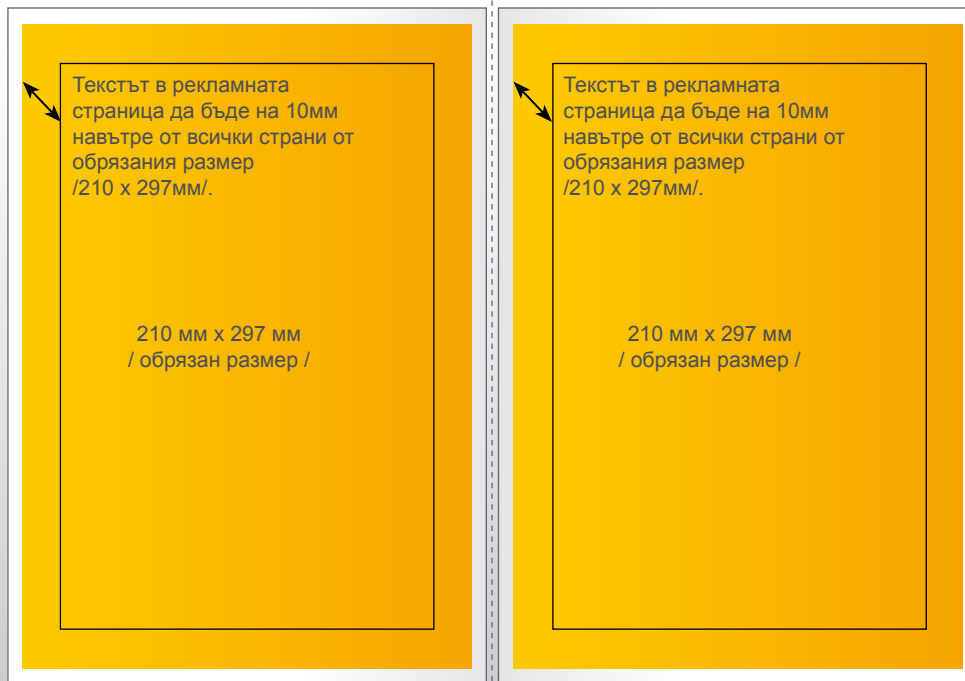 Текстът в рекламната
страница да бъде на 10мм
навътре от всички страни от
обрязания размер
/210 x 297мм/.
210 мм x 297 мм
/ обрязан размер /
Текстът в рекламната
страница да бъде на 10мм
навътре от всички страни от
обрязания размер
/210 x 297мм/.
210 мм x 297 мм
/ обрязан размер /